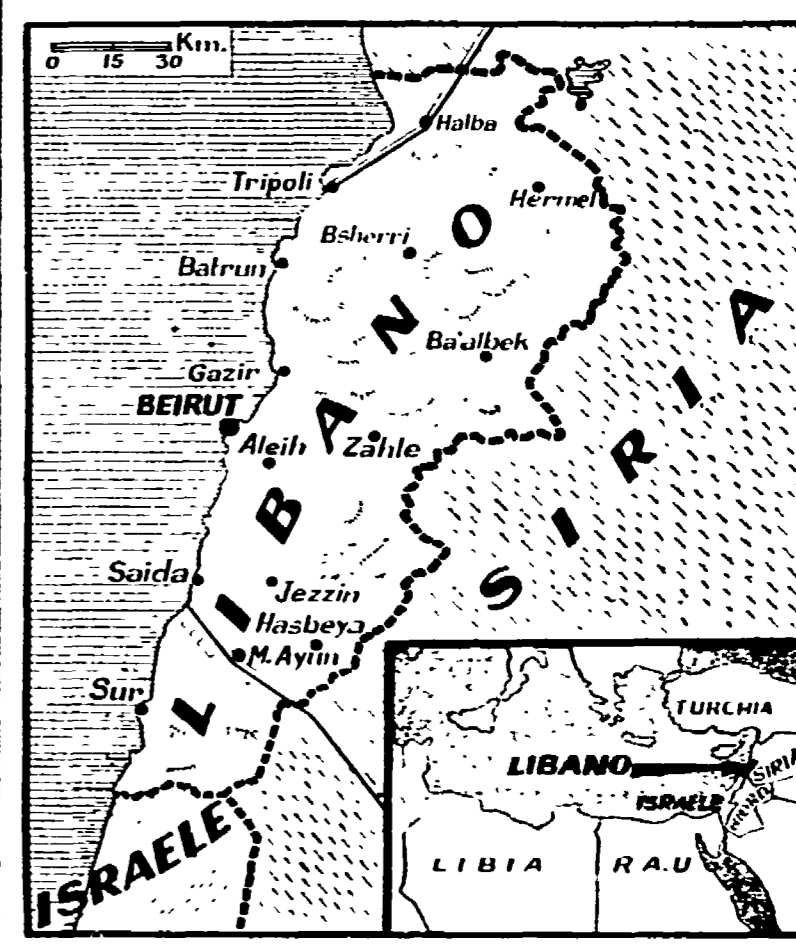 Km.
0 15 30
Halba
Tripoli
Hermel
Bsherri
Batrun
Ba'albek
Gazir
BEIRUT
Aleih
Zahle
Saida
Jezzin
Hasbeya
M. Ayun
Sur
LIBANO
SIRIA
ISRAELE
TURCHIA
LIBANO
SIRIA
ISRAELE
LIBIA
R.A.U